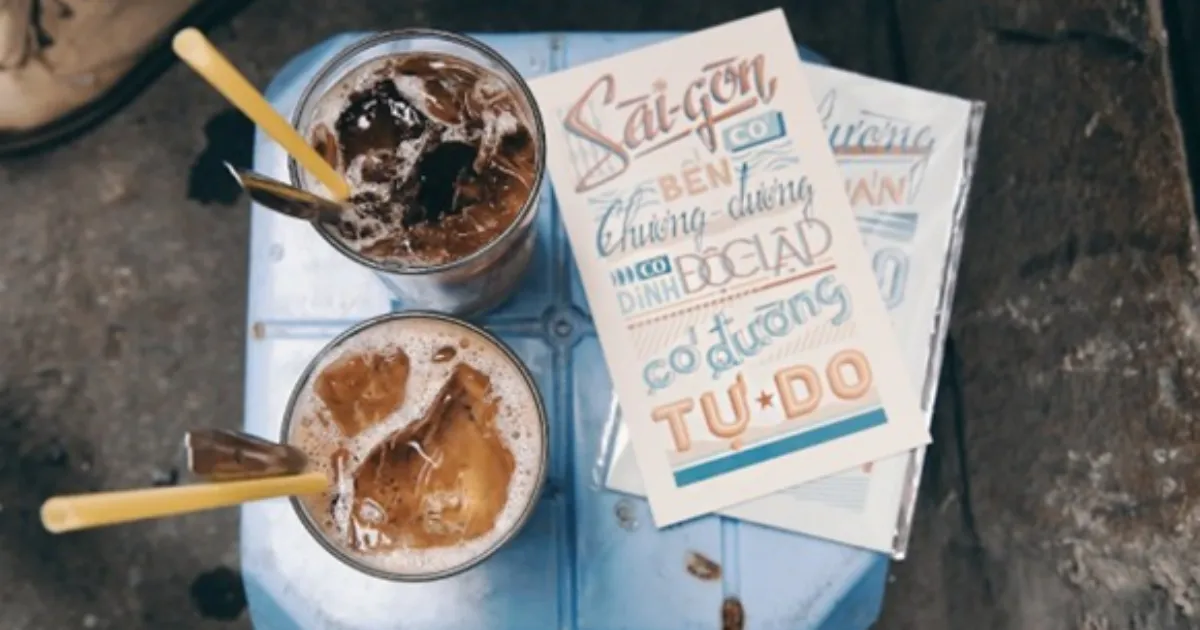 Sài-gòn,
CÓ
BẾN
Chương-dương
CÓ
DINH ĐỘC LẬP
có đường
TỰ DO